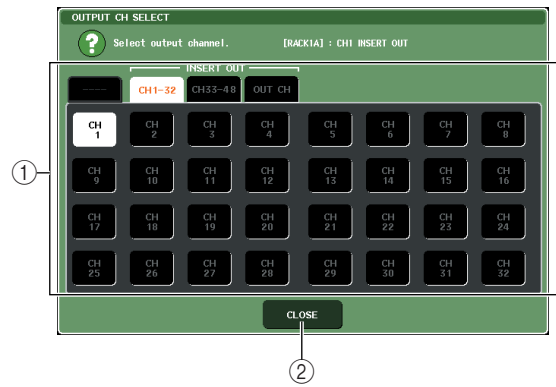 OUTPUT CH SELECT
? Select output channel. [RACK1A] : CH1 INSERT OUT
INSERT OUT
---- CH1-32 CH33-48 OUT CH
CH 1 CH 2 CH 3 CH 4 CH 5 CH 6 CH 7 CH 8
CH 9 CH 10 CH 11 CH 12 CH 13 CH 14 CH 15 CH 16
CH 17 CH 18 CH 19 CH 20 CH 21 CH 22 CH 23 CH 24
CH 25 CH 26 CH 27 CH 28 CH 29 CH 30 CH 31 CH 32
CLOSE
①
②